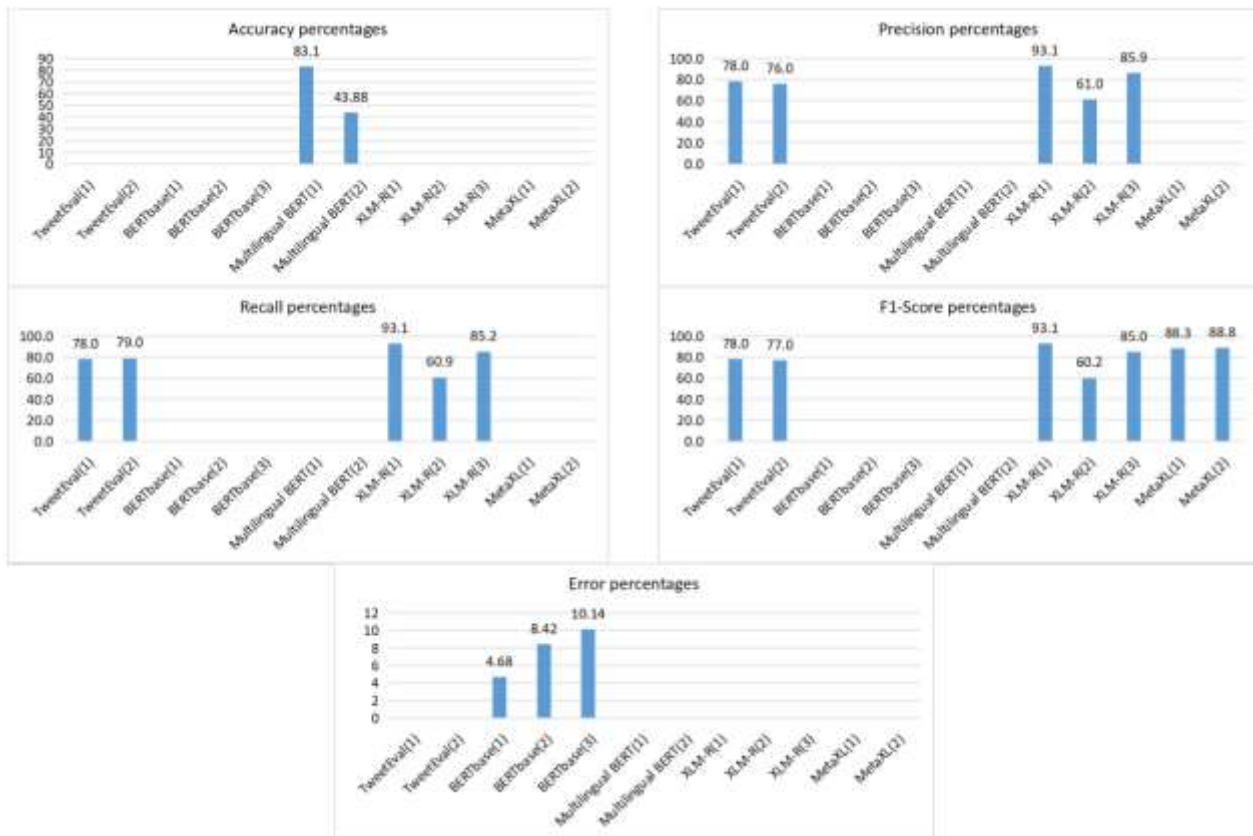 Accuracy percentages
90
80
70
60
50
40
30
20
10
0
83.1
43.88
TweetEval(1)
TweetEval(2)
BERTbase(1)
BERTbase(2)
BERTbase(3)
Multilingual BERT(1)
Multilingual BERT(2)
XLM-R(1)
XLM-R(2)
XLM-R(3)
MetaXL(1)
MetaXL(2)
Precision percentages
100.0
80.0
60.0
40.0
20.0
0.0
78.0
76.0
93.1
61.0
85.9
TweetEval(1)
TweetEval(2)
BERTbase(1)
BERTbase(2)
BERTbase(3)
Multilingual BERT(1)
Multilingual BERT(2)
XLM-R(1)
XLM-R(2)
XLM-R(3)
MetaXL(1)
MetaXL(2)
Recall percentages
100.0
80.0
60.0
40.0
20.0
0.0
78.0
79.0
93.1
60.9
85.2
TweetEval(1)
TweetEval(2)
BERTbase(1)
BERTbase(2)
BERTbase(3)
Multilingual BERT(1)
Multilingual BERT(2)
XLM-R(1)
XLM-R(2)
XLM-R(3)
MetaXL(1)
MetaXL(2)
F1-Score percentages
100.0
80.0
60.0
40.0
20.0
0.0
78.0
77.0
93.1
60.2
85.0
88.3
88.8
TweetEval(1)
TweetEval(2)
BERTbase(1)
BERTbase(2)
BERTbase(3)
Multilingual BERT(1)
Multilingual BERT(2)
XLM-R(1)
XLM-R(2)
XLM-R(3)
MetaXL(1)
MetaXL(2)
Error percentages
12
10
8
6
4
2
0
4.68
8.42
10.14
TweetEval(1)
TweetEval(2)
BERTbase(1)
BERTbase(2)
BERTbase(3)
Multilingual BERT(1)
Multilingual BERT(2)
XLM-R(1)
XLM-R(2)
XLM-R(3)
MetaXL(1)
MetaXL(2)